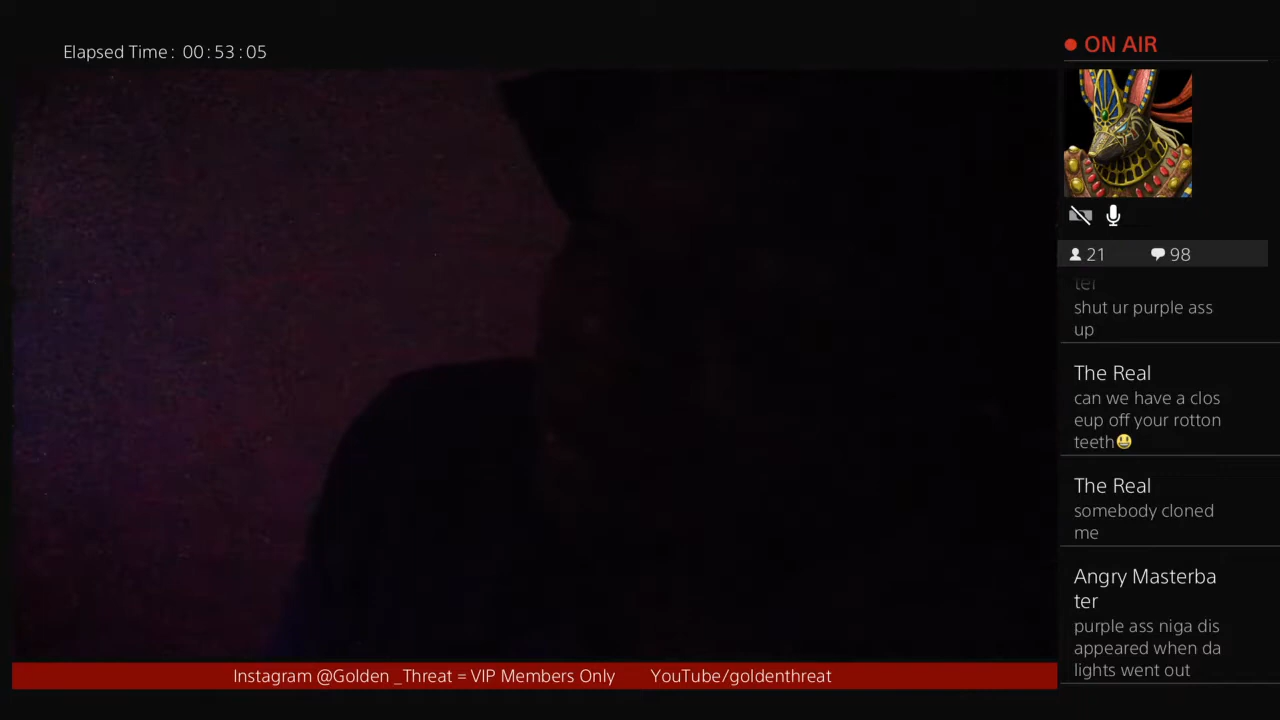 Elapsed Time: 00:53:05
ON AIR
21 98
ter
shut ur purple ass
up
The Real
can we have a clos
eup off your rotton
teeth😃
The Real
somebody cloned
me
Angry Masterba
ter
purple ass niga dis
appeared when da
lights went out
Instagram @Golden _Threat = VIP Members Only YouTube/goldenthreat